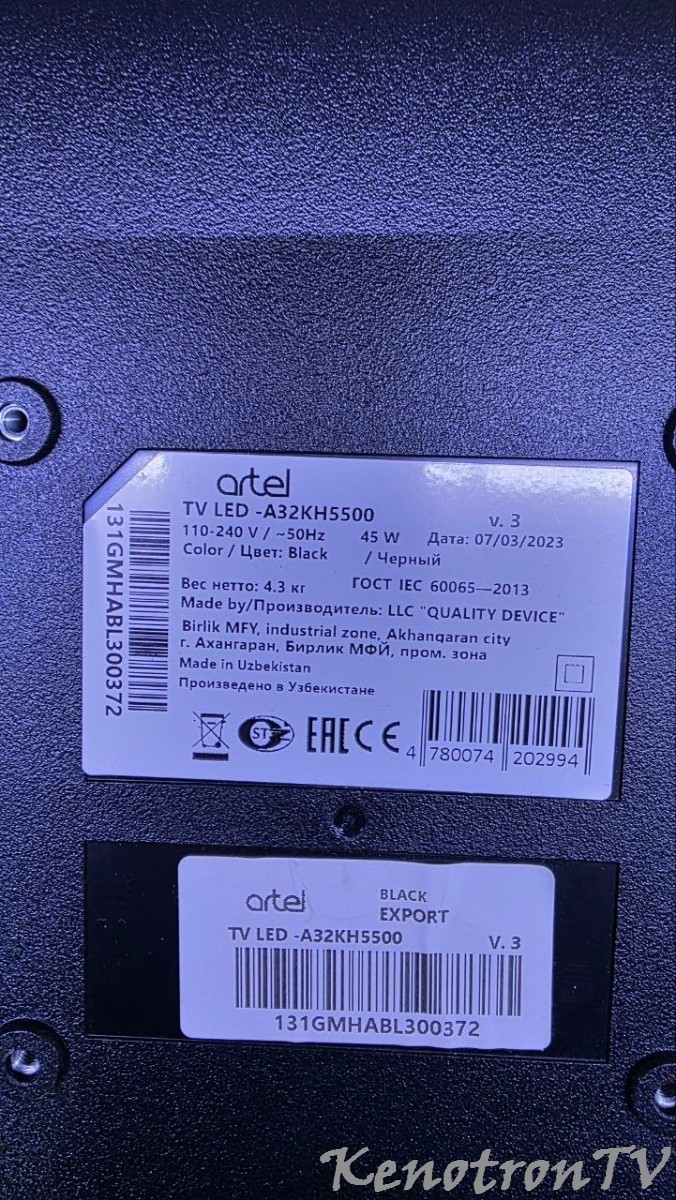 artel
TV LED -A32KH5500 v. 3
110-240 V / ~50Hz 45 W Дата: 07/03/2023
Color / Цвет: Black / Черный
Вес нетто: 4.3 кг ГОСТ IEC 60065—2013
Made by/Производитель: LLC "QUALITY DEVICE"
Birlik MFY, industrial zone, Akhangaran city
г. Ахангаран, Бирлик МФЙ, пром. зона
Made in Uzbekistan
Произведено в Узбекистане
131GMHABL300372
ST
EAC CE
4 780074 202994
artel
BLACK
EXPORT
TV LED -A32KH5500 V. 3
131GMHABL300372
KenotronTV